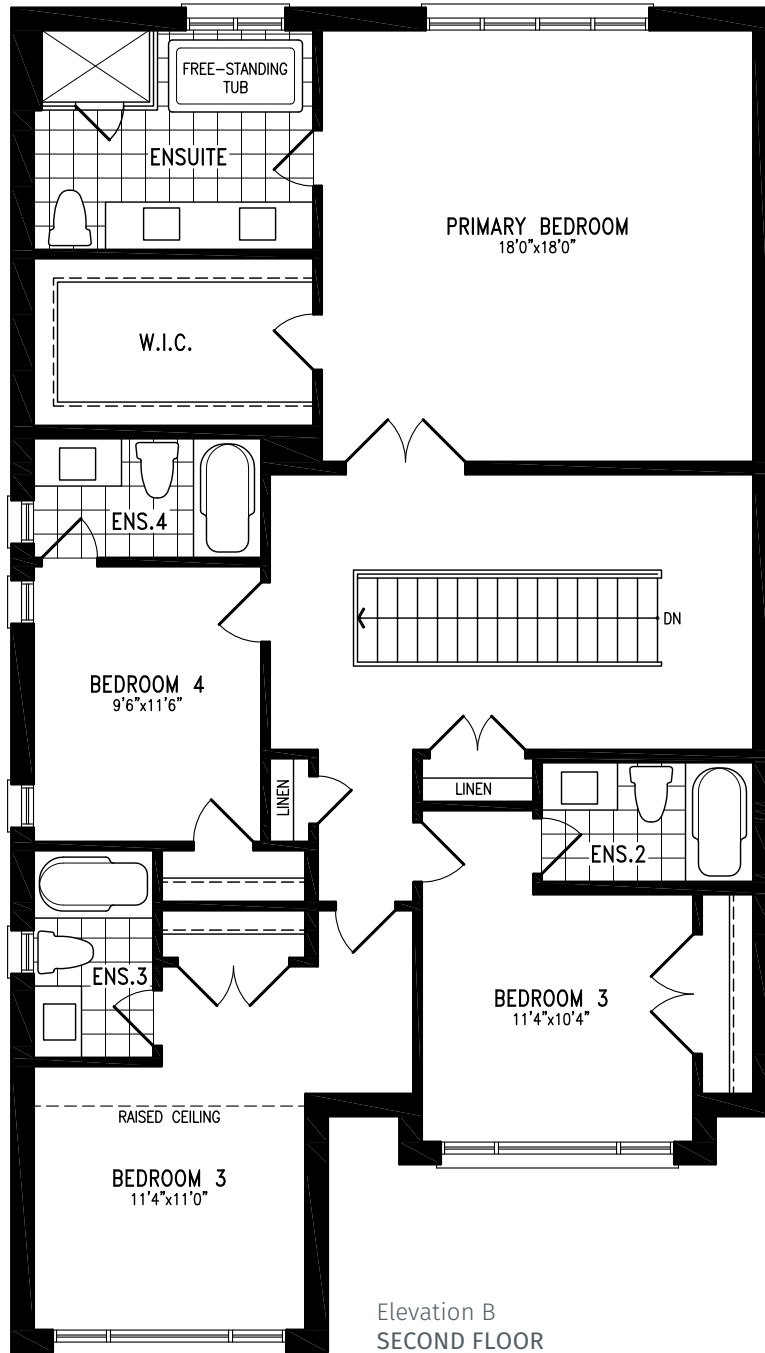 FREE-STANDING
TUB
ENSUITE
PRIMARY BEDROOM
18'0"x18'0"
W.I.C.
ENS.4
DN
BEDROOM 4
9'6"x11'6"
LINEN
LINEN
ENS.2
ENS.3
BEDROOM 3
11'4"x10'4"
RAISED CEILING
BEDROOM 3
11'4"x11'0"
Elevation B
SECOND FLOOR